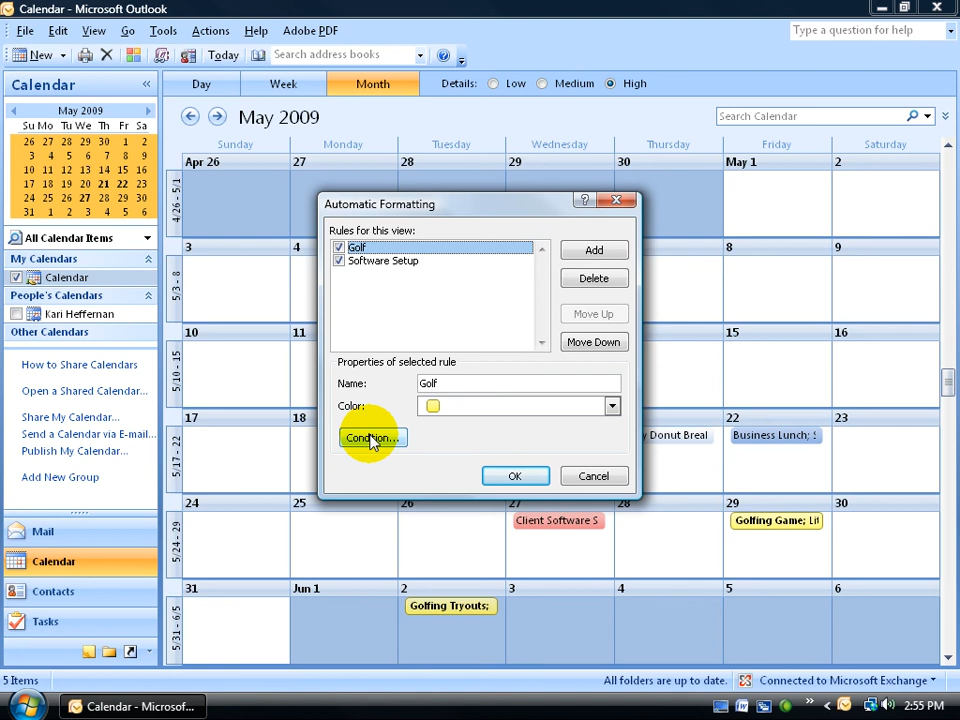 Calendar - Microsoft Outlook
File Edit View Go Tools Actions Help Adobe PDF
Type a question for help
New Today Search address books
Calendar «
Day Week Month Details: Low Medium High
May 2009
Su Mo Tu We Th Fr Sa
26 27 28 29 30 1 2
3 4 5 6 7 8 9
10 11 12 13 14 15 16
17 18 19 20 21 22 23
24 25 26 27 28 29 30
31 1 2 3 4 5 6
May 2009
Search Calendar
Sunday Monday Tuesday Wednesday Thursday Friday Saturday
4/26 - 5/1
Apr 26 27 28 29 30 May 1 2
All Calendar Items
My Calendars
Calendar
People's Calendars
Kari Heffernan
Other Calendars
How to Share Calendars
Open a Shared Calendar...
Share My Calendar...
Send a Calendar via E-mail...
Publish My Calendar...
Add New Group
5/3 - 8
3 4 8 9
5/10 - 15
10 11 15 16
5/17 - 22
17 18 22 23
y Donut Breal
Business Lunch; S
Automatic Formatting
Rules for this view:
Golf
Software Setup
Add
Delete
Move Up
Move Down
Properties of selected rule
Name: Golf
Color:
Condition...
OK Cancel
5/24 - 29
24 25 26 27 28 29 30
Client Software S
Golfing Game; Lit
5/31 - 6/5
31 Jun 1 2 3 4 5 6
Golfing Tryouts;
Mail
Calendar
Contacts
Tasks
5 Items
All folders are up to date. Connected to Microsoft Exchange
Calendar - Microsof...
2:55 PM